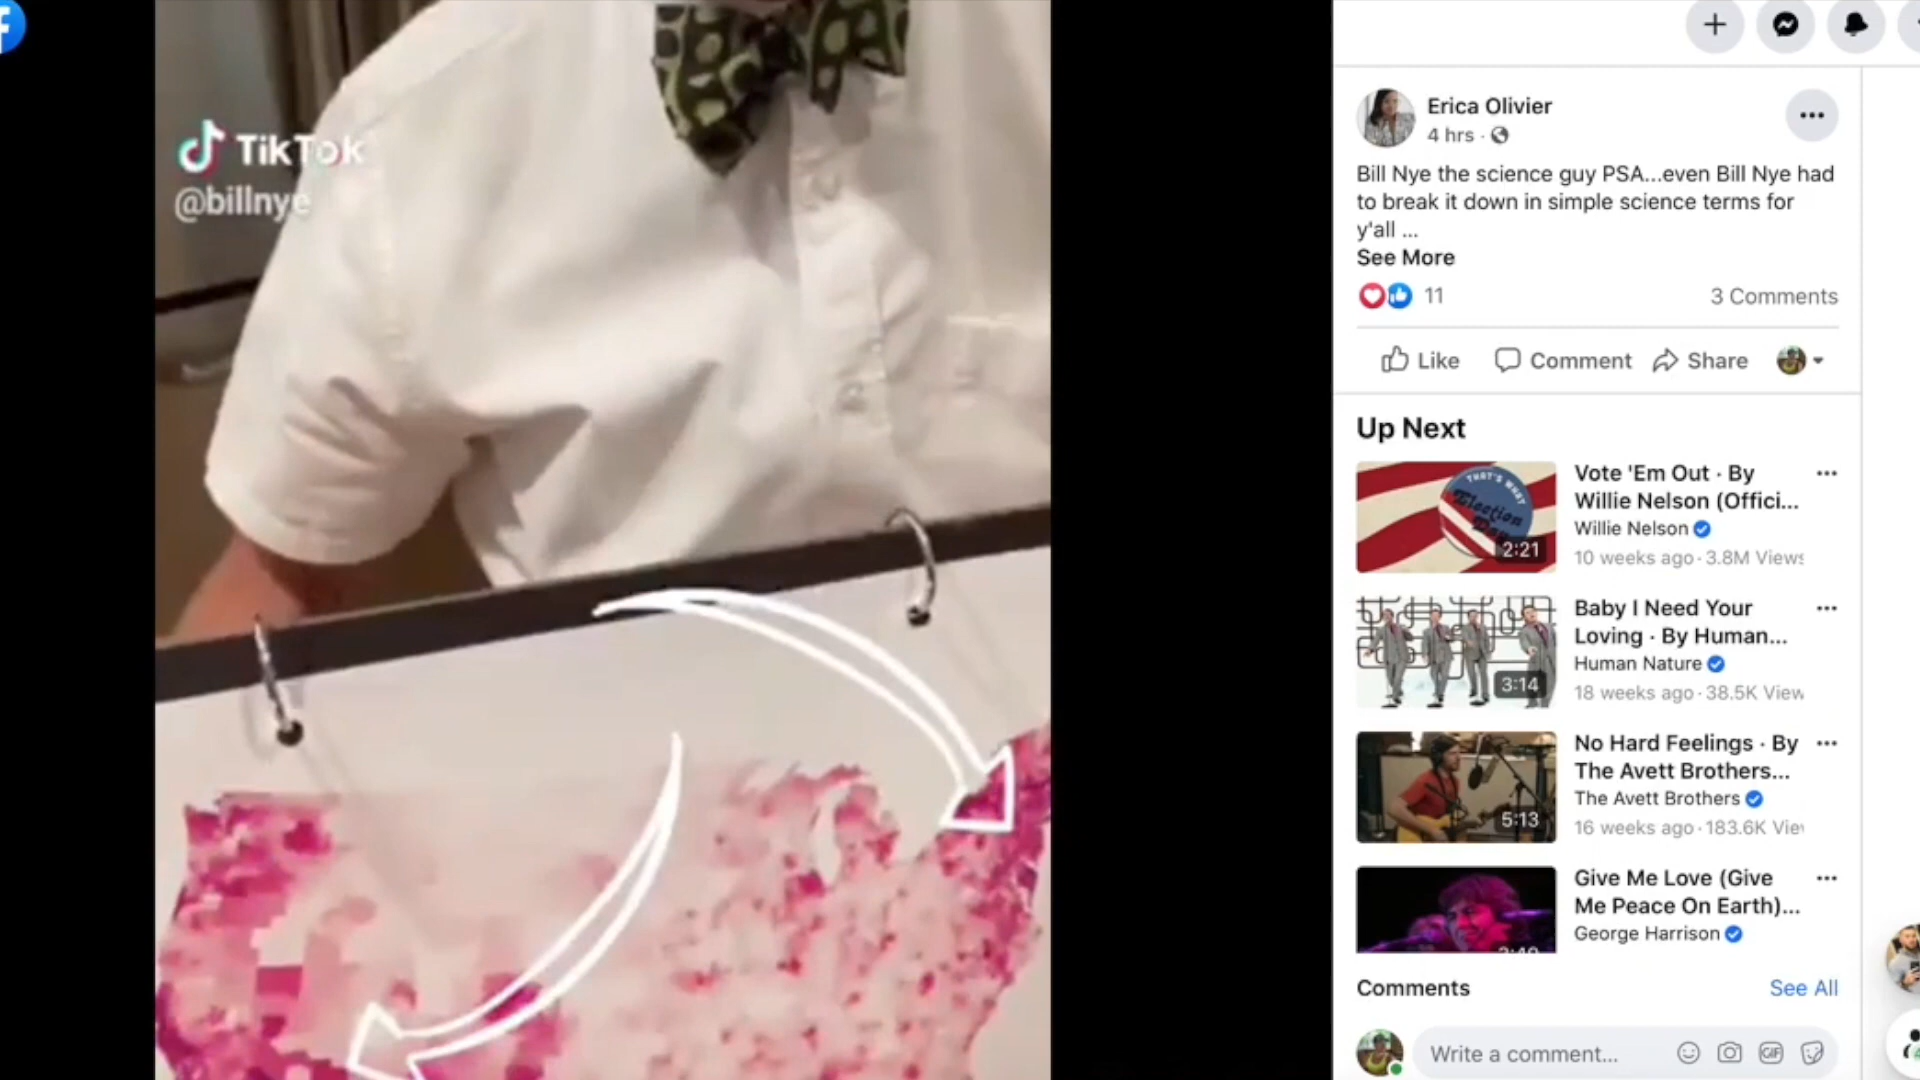 TikTok
@billnye
Erica Olivier
4 hrs ·
Bill Nye the science guy PSA...even Bill Nye had
to break it down in simple science terms for
y'all ...
See More
11
3 Comments
Like
Comment
Share
Up Next
THAT'S WHAT
Election
Day
2:21
Vote 'Em Out · By
Willie Nelson (Offici...
Willie Nelson
10 weeks ago · 3.8M Views
3:14
Baby I Need Your
Loving · By Human...
Human Nature
18 weeks ago · 38.5K View
5:13
No Hard Feelings · By
The Avett Brothers...
The Avett Brothers
16 weeks ago · 183.6K Vie
Give Me Love (Give
Me Peace On Earth)...
George Harrison
Comments
See All
Write a comment...
GIF